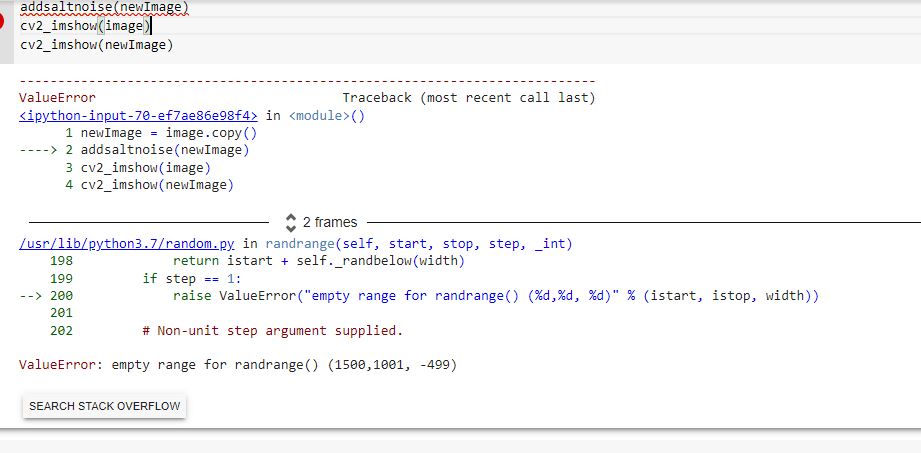 addsaltnoise(newImage)
cv2_imshow(image)
cv2_imshow(newImage)
---------------------------------------------------------------------------
ValueError                                Traceback (most recent call last)
<ipython-input-70-ef7ae86e98f4> in <module>()
      1 newImage = image.copy()
----> 2 addsaltnoise(newImage)
      3 cv2_imshow(image)
      4 cv2_imshow(newImage)
2 frames
/usr/lib/python3.7/random.py in randrange(self, start, stop, step, _int)
    198             return istart + self._randbelow(width)
    199         if step == 1:
--> 200             raise ValueError("empty range for randrange() (%d,%d, %d)" % (istart, istop, width))
    201
    202         # Non-unit step argument supplied.
ValueError: empty range for randrange() (1500,1001, -499)
SEARCH STACK OVERFLOW